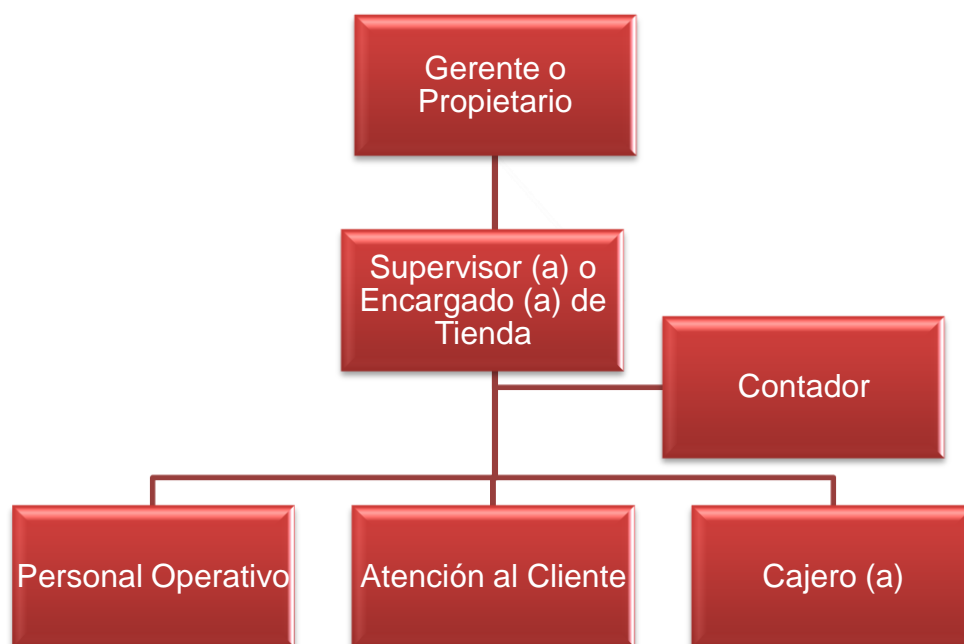 Gerente o
Propietario
Supervisor (a) o
Encargado (a) de
Tienda
Contador
Personal Operativo
Atención al Cliente
Cajero (a)